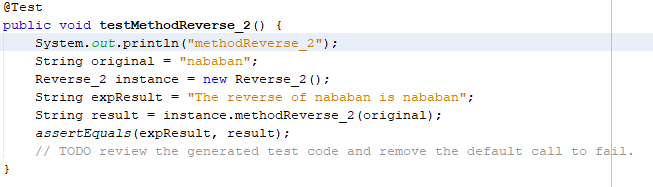 @Test
public void testMethodReverse_2() {
System.out.println("methodReverse_2");
String original = "nababan";
Reverse_2 instance = new Reverse_2();
String expResult = "The reverse of nababan is nababan";
String result = instance.methodReverse_2(original);
assertEquals(expResult, result);
// TODO review the generated test code and remove the default call to fail.
}